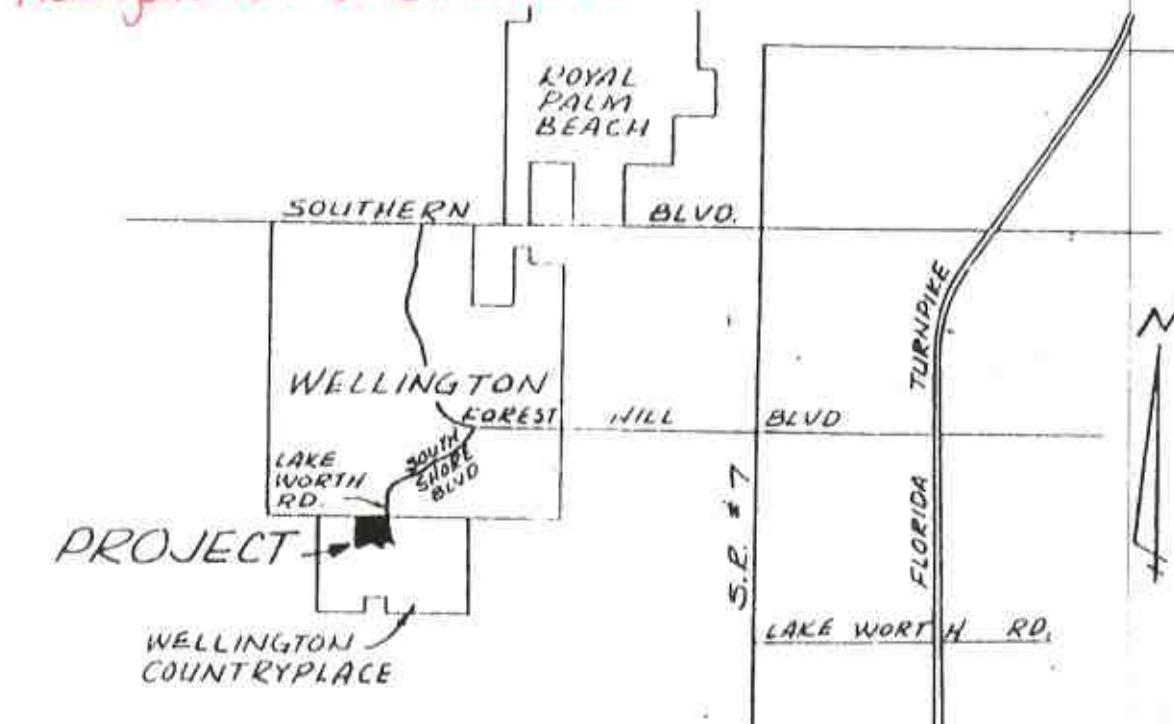 ROYAL
PALM
BEACH
SOUTHERN BLVD.
WELLINGTON
FOREST HILL BLVD
SOUTH
SHORE
BLVD
LAKE
WORTH
RD.
PROJECT
WELLINGTON
COUNTRYPLACE
S.R. # 7
FLORIDA TURNPIKE
LAKE WORTH RD.
N